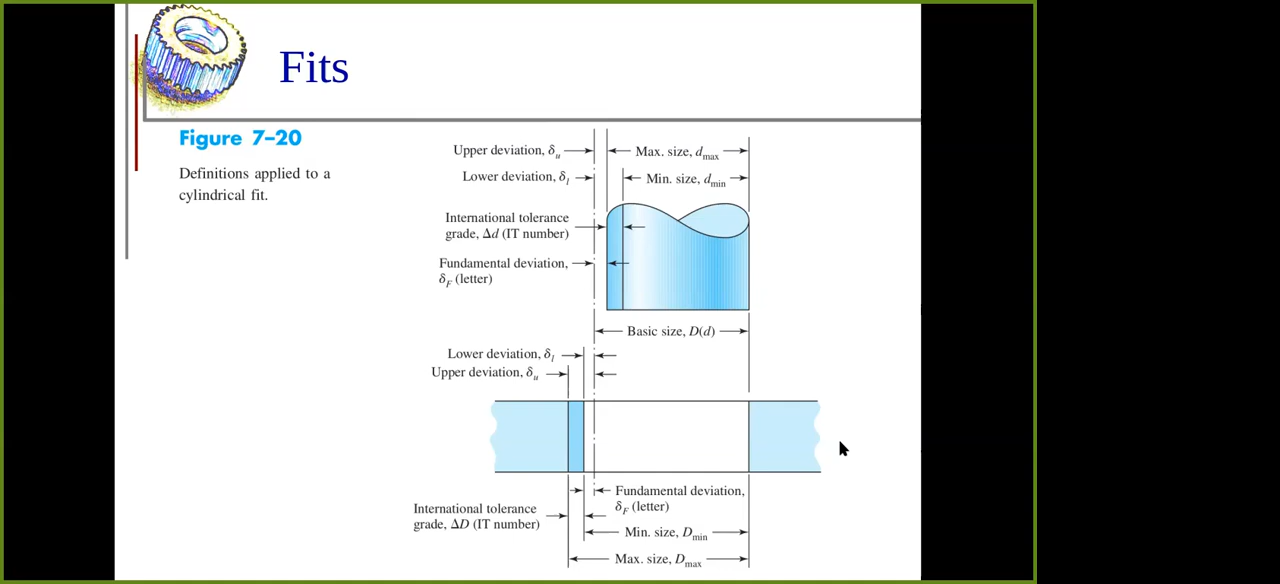 Fits
Figure 7–20
Definitions applied to a
cylindrical fit.
Upper deviation, δu
Max. size, dmax
Lower deviation, δl
Min. size, dmin
International tolerance
grade, Δd (IT number)
Fundamental deviation,
δF (letter)
Basic size, D(d)
Lower deviation, δl
Upper deviation, δu
Fundamental deviation,
δF (letter)
International tolerance
grade, ΔD (IT number)
Min. size, Dmin
Max. size, Dmax